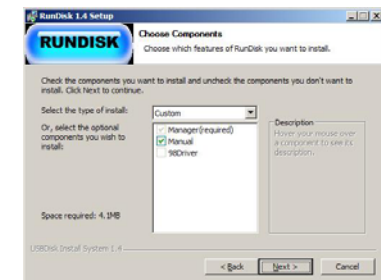 RunDisk 1.4 Setup
RUNDISK
Choose Components
Choose which features of RunDisk you want to install.
Check the components you want to install and uncheck the components you don't want to
install. Click Next to continue.
Select the type of install:
Custom
Or, select the optional
components you wish to
install:
Manager(required)
Manual
98Driver
Description
Hover your mouse over
a component to see its
description.
Space required: 4.1MB
USBDisk Install System 1.4
< Back
Next >
Cancel